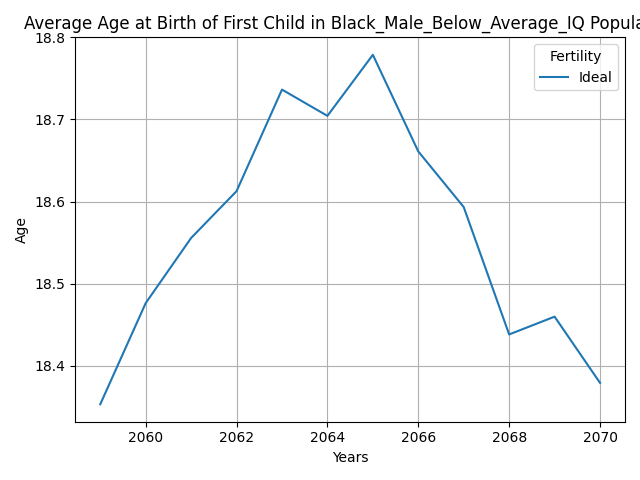 Average Age at Birth of First Child in Black_Male_Below_Average_IQ
18.8
18.7
18.6
18.5
18.4
Age
Fertility
Ideal
2060 2062 2064 2066 2068 2070
Years